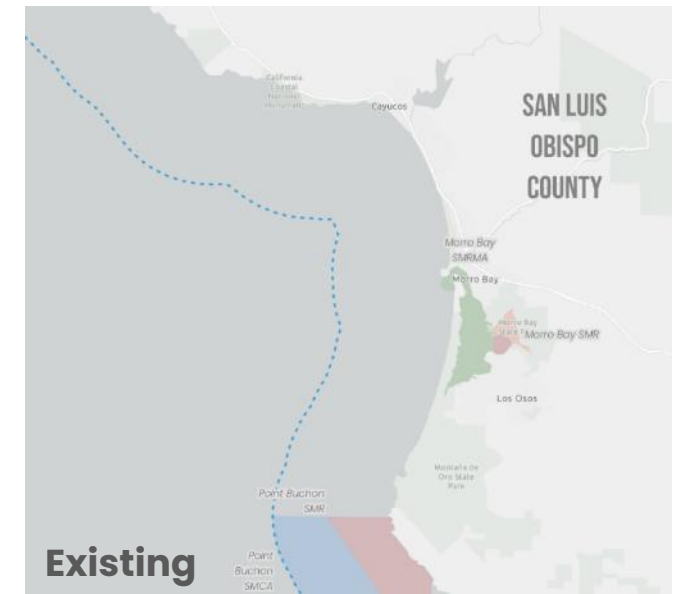 California
Coastal
National
Monument
Cayucos
SAN LUIS
OBISPO
COUNTY
Morro Bay
SMRMA
Morro Bay
Morro Bay
State
Morro Bay SMR
Los Osos
Montaña de
Oro State
Park
Point Buchon
SMR
Point
Buchon
SMCA
Existing